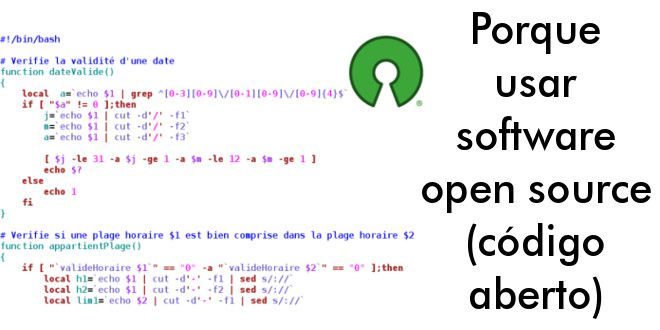 #!/bin/bash
# Verifie la validité d'une date
function dateValide()
{
local a=`echo $1 | grep ^[0-3][0-9]\/[0-1][0-9]\/[0-9]{4}$`
if [ "$a" != 0 ];then
j=`echo $1 | cut -d'/' -f1`
m=`echo $1 | cut -d'/' -f2`
a=`echo $1 | cut -d'/' -f3`
[ $j -le 31 -a $j -ge 1 -a $m -le 12 -a $m -ge 1 ]
echo $?
else
echo 1
fi
}
# Verifie si une plage horaire $1 est bien comprise dans la plage horaire $2
function appartientPlage()
{
if [ "`valideHoraire $1`" == "0" -a "`valideHoraire $2`" == "0" ];then
local h1=`echo $1 | cut -d'-' -f1 | sed s/://`
local h2=`echo $1 | cut -d'-' -f2 | sed s/://`
local lim1=`echo $2 | cut -d'-' -f1 | sed s/://`
®
Porque
usar
software
open source
(código
aberto)